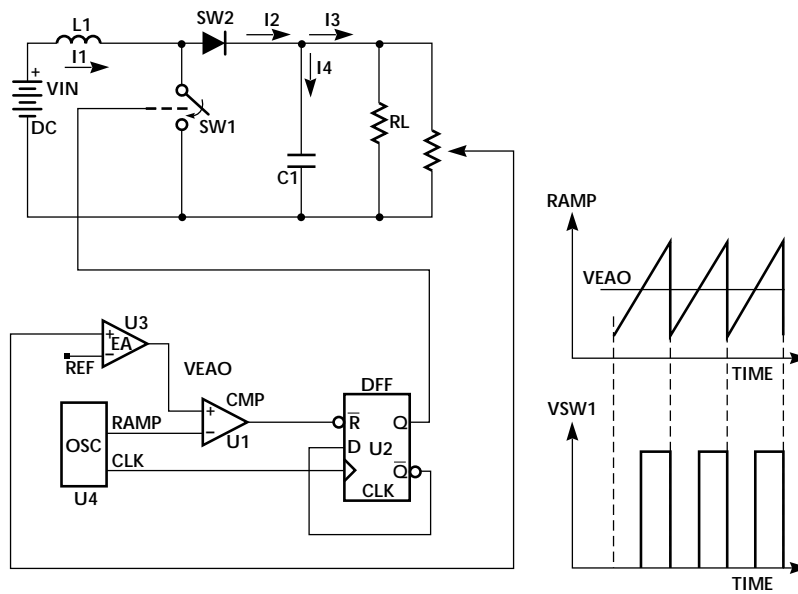 L1
SW2
I2
I3
I1
I4
+
VIN
DC
SW1
RL
C1
RAMP
VEAO
TIME
U3
+
EA
–
REF
VEAO
DFF
CMP
+
–
U1
R
Q
D
U2
Q
CLK
OSC
RAMP
CLK
U4
VSW1
TIME